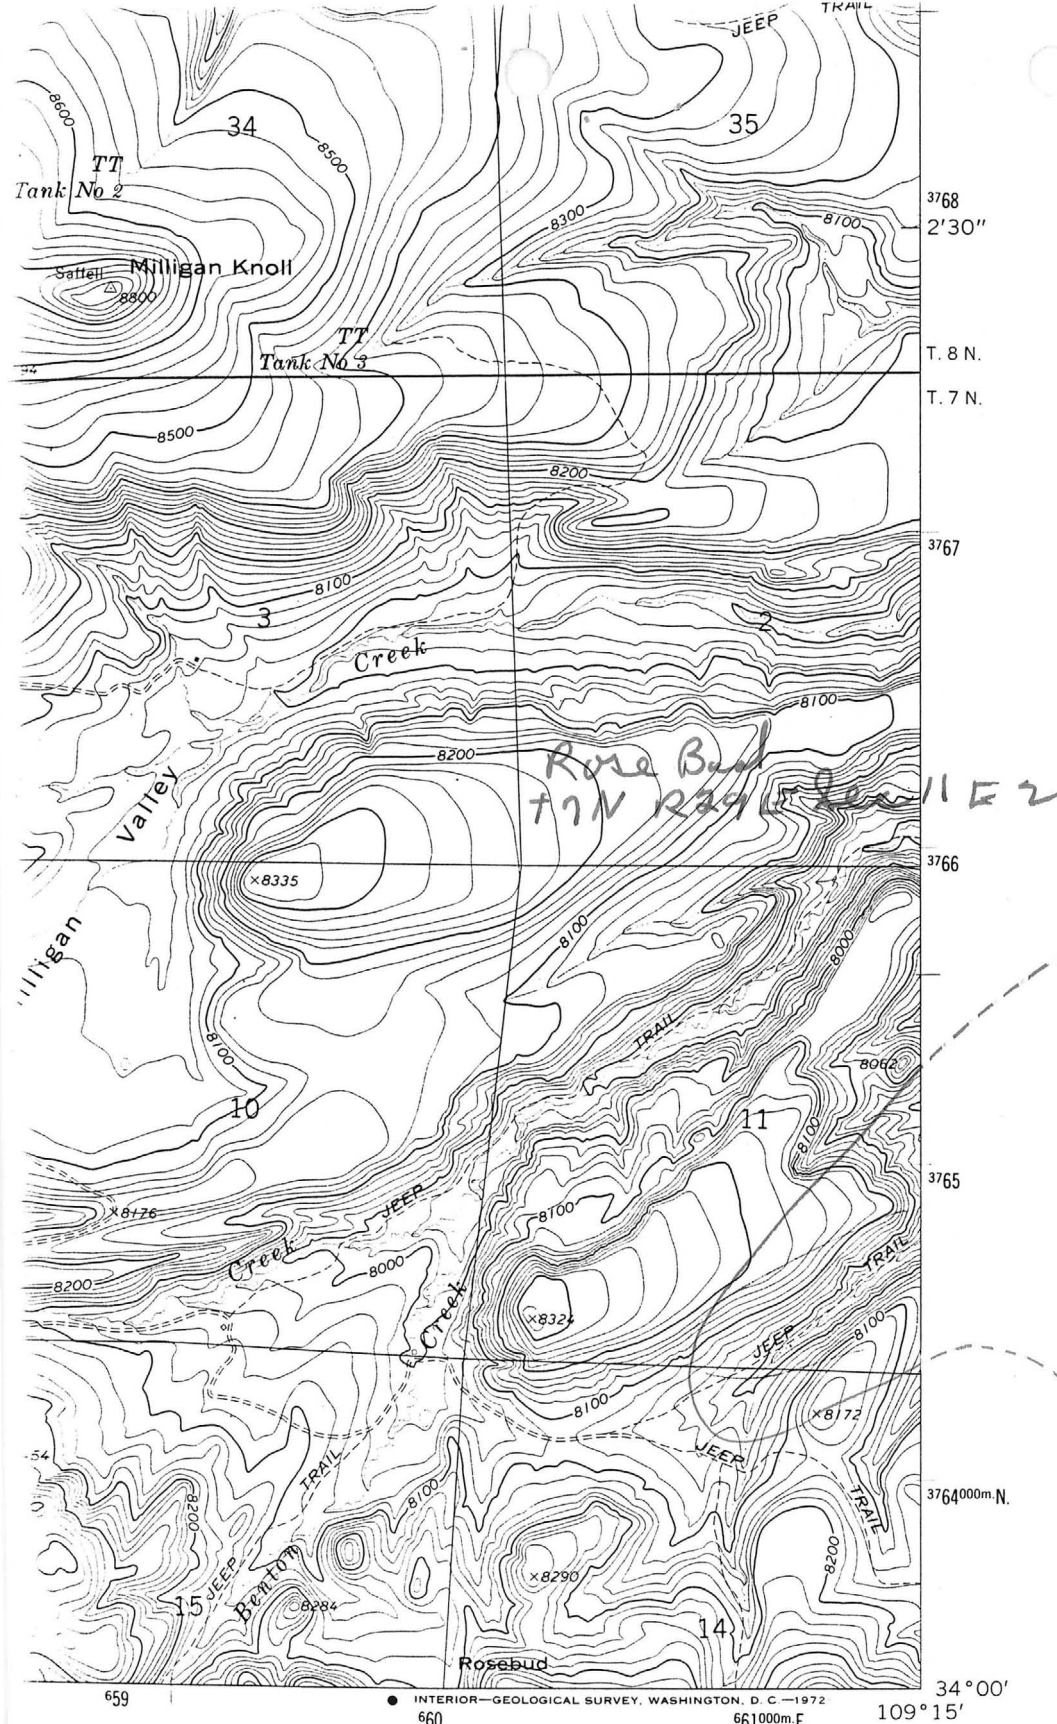 TRAIL
JEEP
8600
34
8500
35
TT
Tank No 2
8300
8100
3768
2'30"
Saffell
Milligan Knoll
8800
TT
Tank No 3
T. 8 N.
T. 7 N.
8500
8200
3767
8100
3
2
Creek
8100
8200
Rose Bud
T7N R29E Sec 11 E 2
Valley
3766
×8335
8100
8000
TRAIL
8100
8062
10
11
8100
3765
JEEP
×8176
8100
Creek
TRAIL
8000
8200
Creek
×8324
8100
JEEP
8100
×8172
JEEP
TRAIL
8100
3764000m. N.
8200
TRAIL
8200
JEEP
Benton
×8290
15
8284
14
Rosebud
34°00'
659
INTERIOR—GEOLOGICAL SURVEY, WASHINGTON, D. C.—1972
109°15'
660
661000m. E